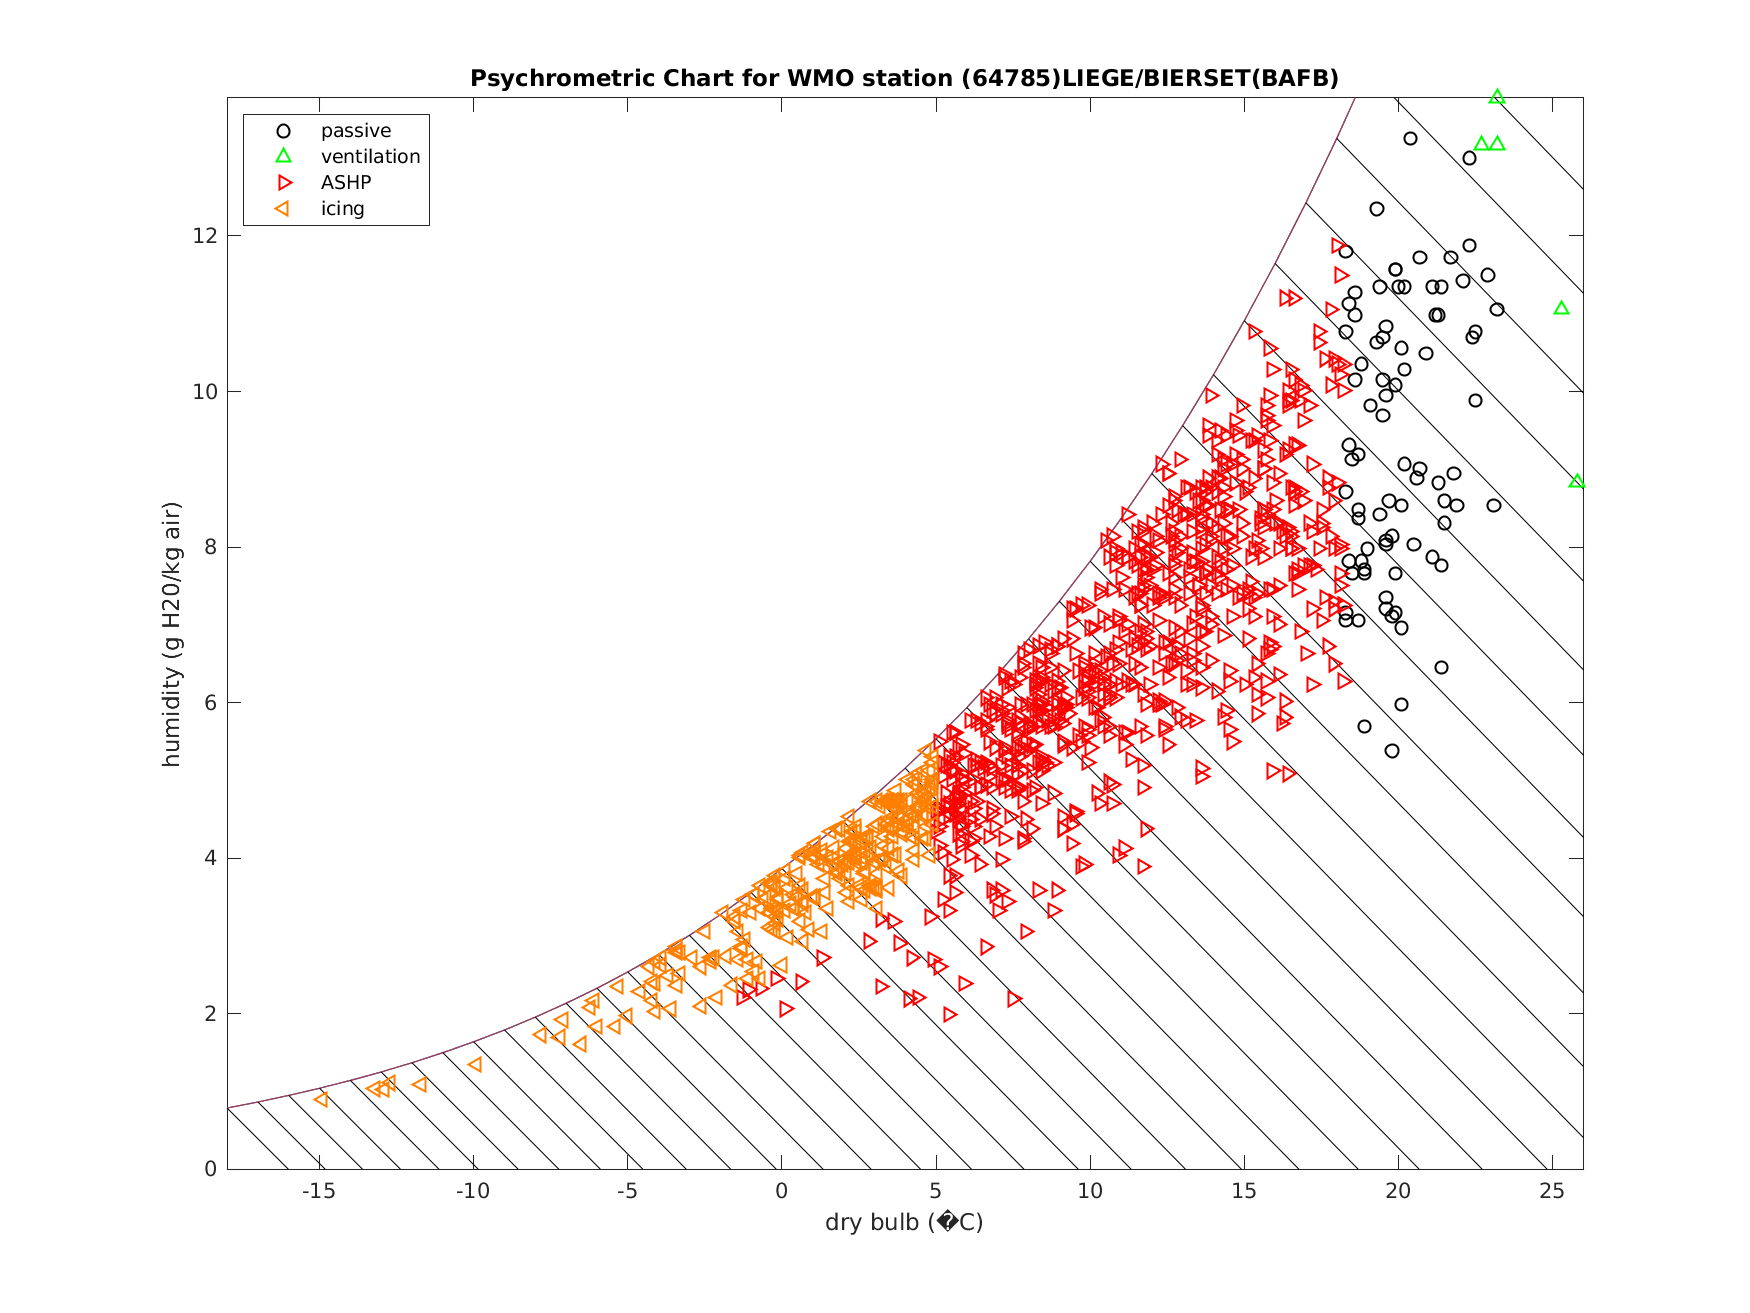 Psychrometric Chart for WMO station (64785)LIEGE/BIERSET(BAFB)
passive
ventilation
ASHP
icing
humidity (g H20/kg air)
12
10
8
6
4
2
0
-15 -10 -5 0 5 10 15 20 25
dry bulb (�C)